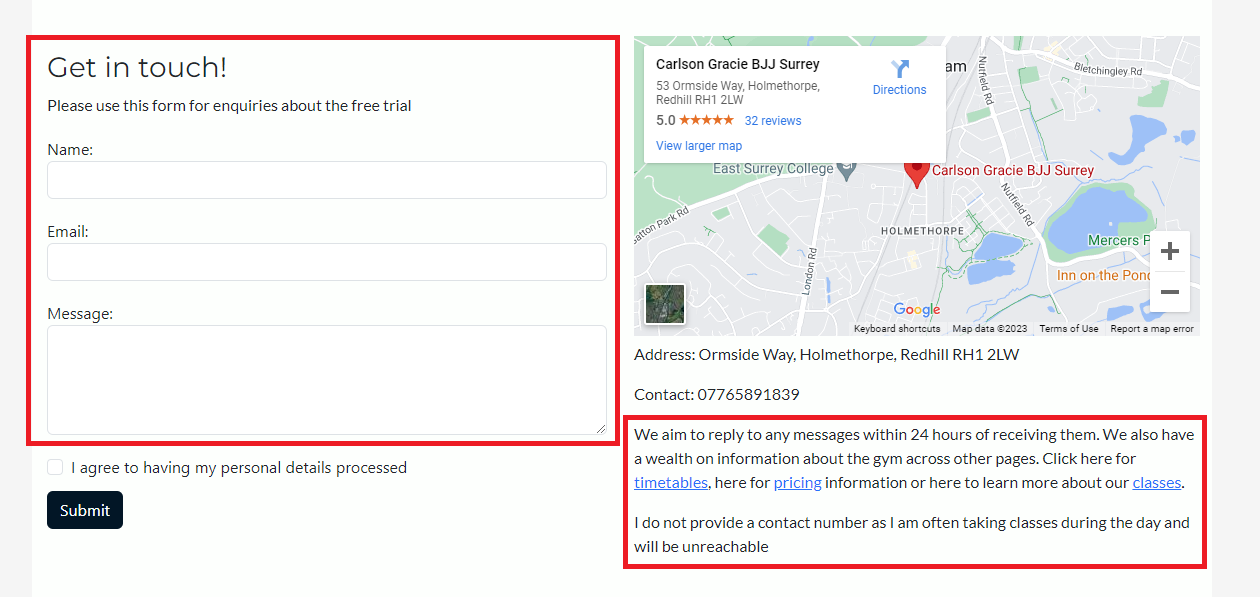 Get in touch!
Please use this form for enquiries about the free trial
Name:
Email:
Message:
I agree to having my personal details processed
Submit
Carlson Gracie BJJ Surrey
53 Ormside Way, Holmethorpe,
Redhill RH1 2LW
5.0 ★★★★★ 32 reviews
View larger map
Directions
am
Nutfield Rd
Bletchingley Rd
East Surrey College
Carlson Gracie BJJ Surrey
Nutfield Rd
atton Park Rd
HOLMETHORPE
London Rd
Mercers P
Inn on the Pond
Google
Keyboard shortcuts Map data ©2023 Terms of Use Report a map error
Address: Ormside Way, Holmethorpe, Redhill RH1 2LW
Contact: 07765891839
We aim to reply to any messages within 24 hours of receiving them. We also have
a wealth on information about the gym across other pages. Click here for
timetables, here for pricing information or here to learn more about our classes.
I do not provide a contact number as I am often taking classes during the day and
will be unreachable